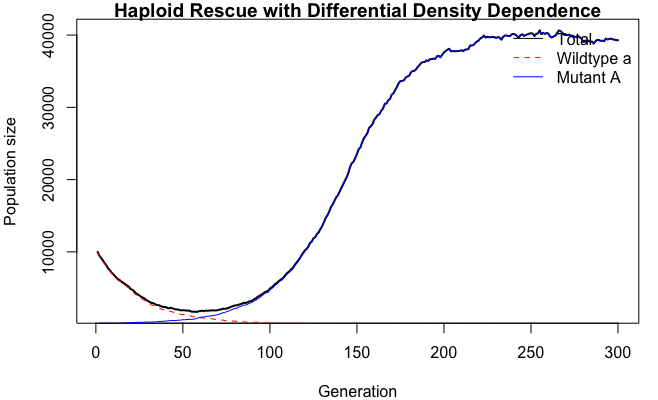 Haploid Rescue with Differential Density Dependence
Population size
40000
30000
20000
10000
Total
Wildtype a
Mutant A
0 50 100 150 200 250 300
Generation